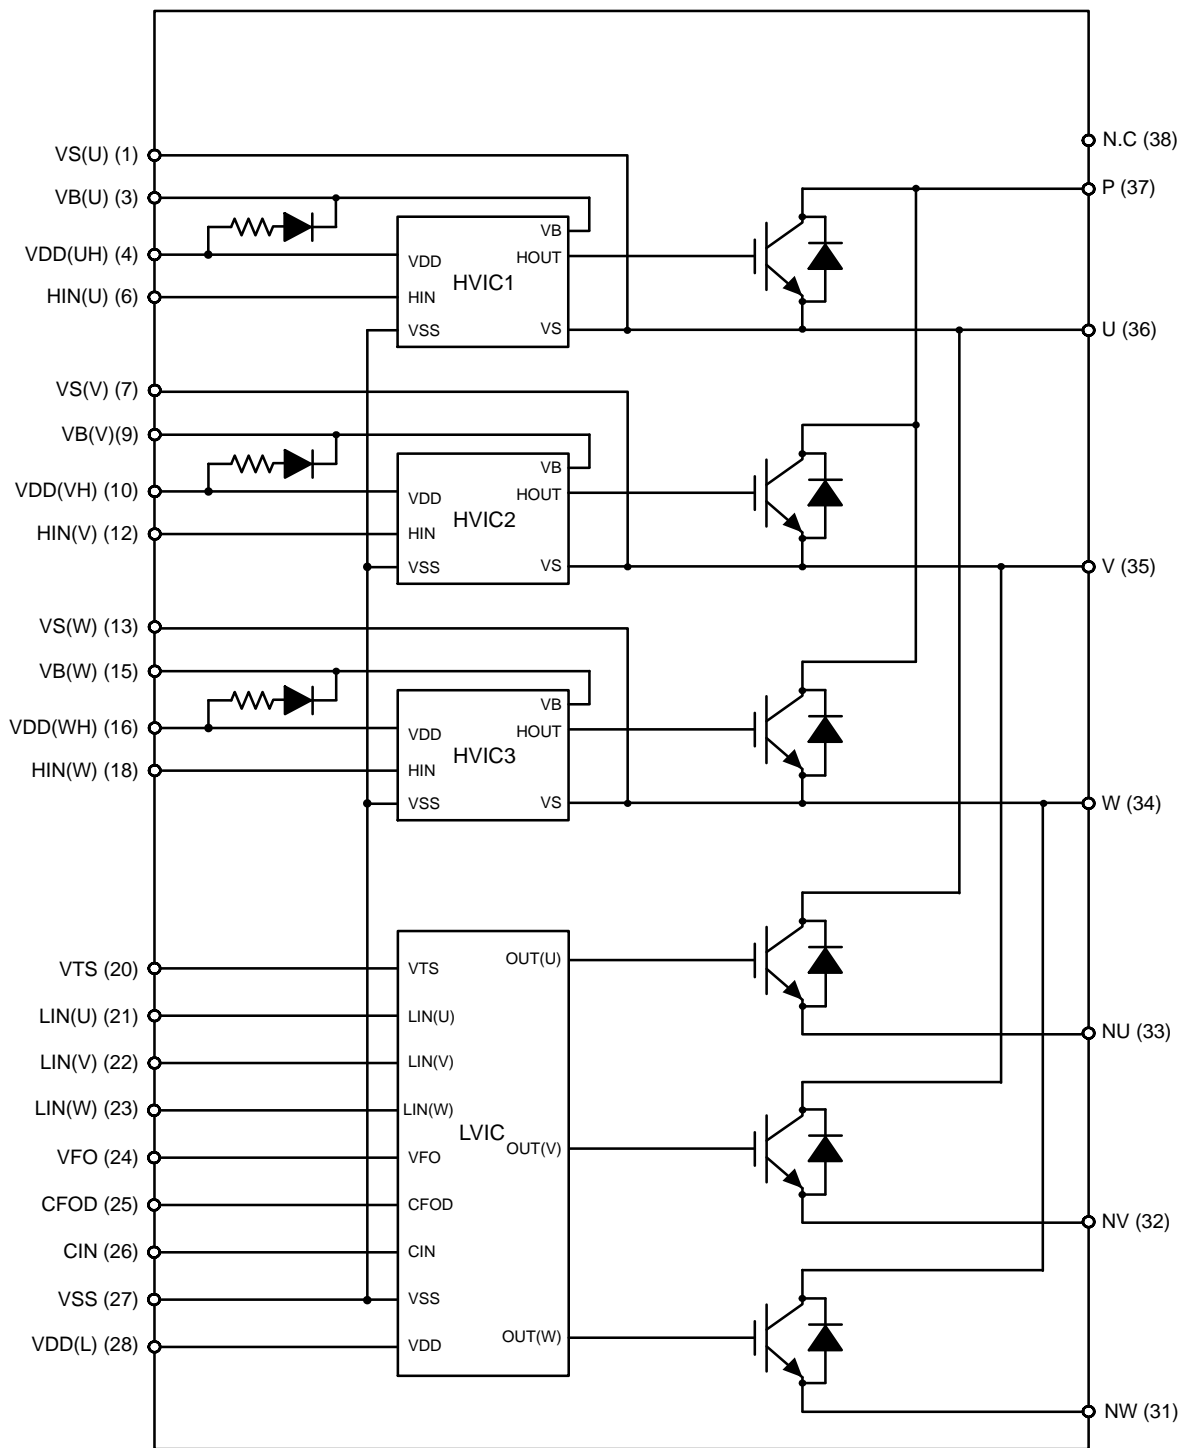 VS(U) (1)
VB(U) (3)
VDD(UH) (4)
HIN(U) (6)
VB
VDD
HOUT
HVIC1
HIN
VSS
VS
N.C (38)
P (37)
U (36)
VS(V) (7)
VB(V)(9)
VDD(VH) (10)
HIN(V) (12)
VB
VDD
HOUT
HVIC2
HIN
VSS
VS
V (35)
VS(W) (13)
VB(W) (15)
VDD(WH) (16)
HIN(W) (18)
VB
VDD
HOUT
HVIC3
HIN
VSS
VS
W (34)
VTS (20)
LIN(U) (21)
LIN(V) (22)
LIN(W) (23)
VFO (24)
CFOD (25)
CIN (26)
VSS (27)
VDD(L) (28)
VTS
LIN(U)
LIN(V)
LIN(W)
VFO
CFOD
CIN
VSS
VDD
LVIC
OUT(U)
OUT(V)
OUT(W)
NU (33)
NV (32)
NW (31)